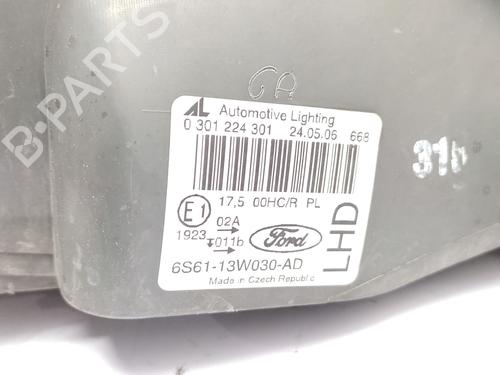 B-PARTS
CA
AL Automotive Lighting
0 301 224 301 24.05.06 668
17,5 00HC/R PL
E1 02A
1923 011b
Ford
LHD
6S61-13W030-AD
Made in Czech Republic